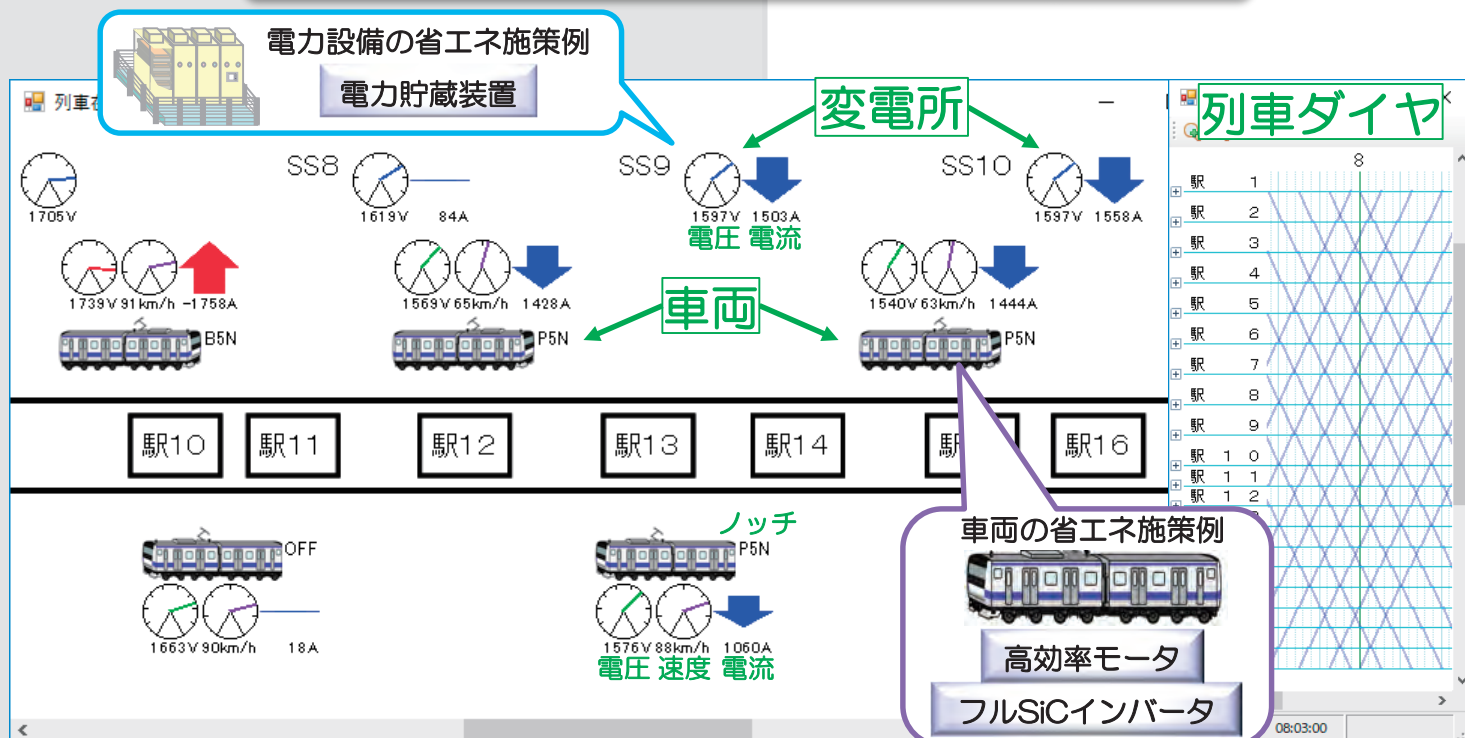 電力設備の省エネ施策例
電力貯蔵装置
列車
変電所
列車ダイヤ
SS8
SS9
SS10
1705V
1619V 84A
1597V 1503A
1597V 1558A
電圧 電流
1739V 91km/h -1758A
1569V 65km/h 1428A
1540V 63km/h 1444A
車両
B5N
P5N
P5N
駅10
駅11
駅12
駅13
駅14
駅
駅16
OFF
ノッチ
P5N
1663V 90km/h 18A
1576V 88km/h 1060A
電圧 速度 電流
車両の省エネ施策例
高効率モータ
フルSiCインバータ
8
駅 1
駅 2
駅 3
駅 4
駅 5
駅 6
駅 7
駅 8
駅 9
駅 1 0
駅 1 1
駅 1 2
08:03:00